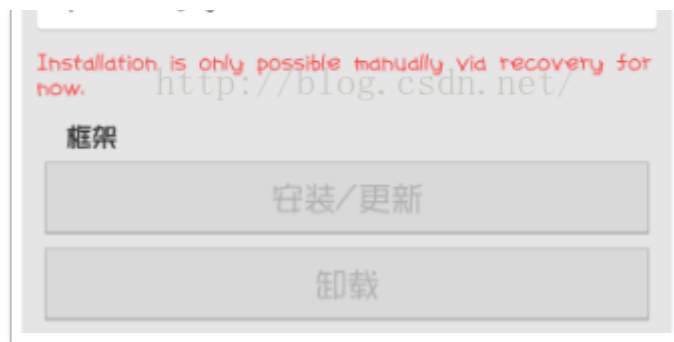 Installation is only possible manually via recovery for
now.
http://blog.csdn.net/
框架
安装/更新
卸载